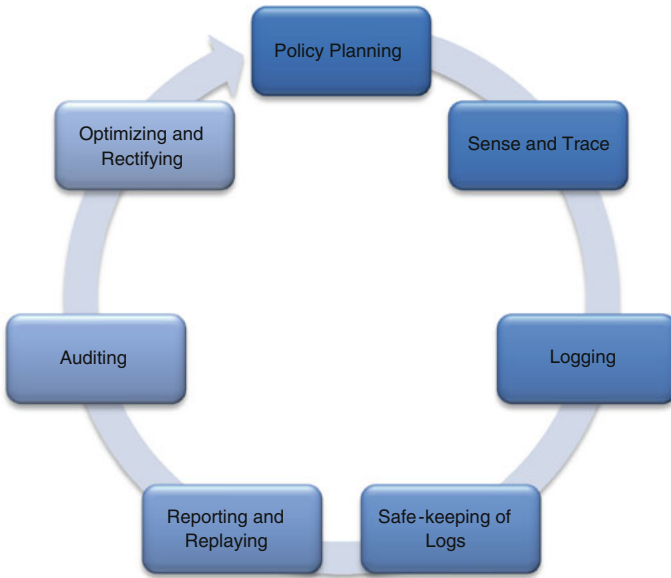 Policy Planning
Sense and Trace
Logging
Safe-keeping of
Logs
Reporting and
Replaying
Auditing
Optimizing and
Rectifying